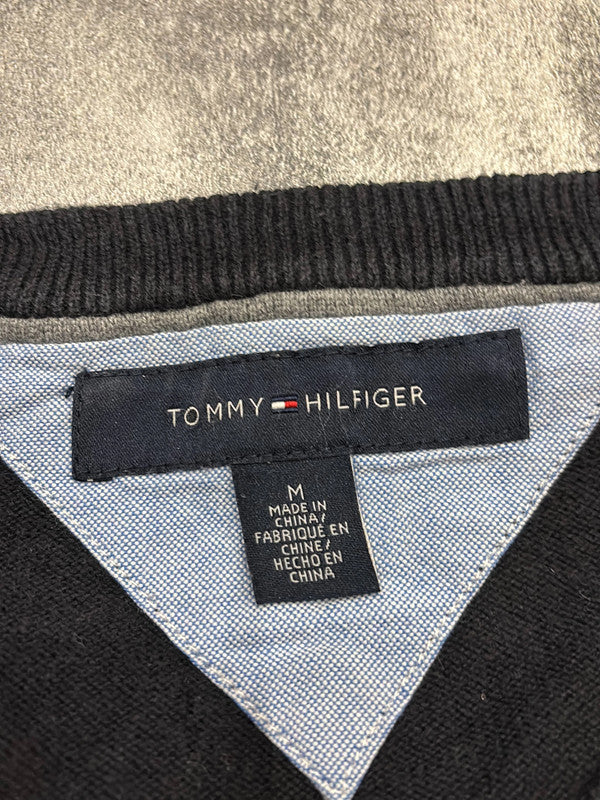 TOMMY HILFIGER
M
MADE IN
CHINA/
FABRIQUÉ EN
CHINE/
HECHO EN
CHINA